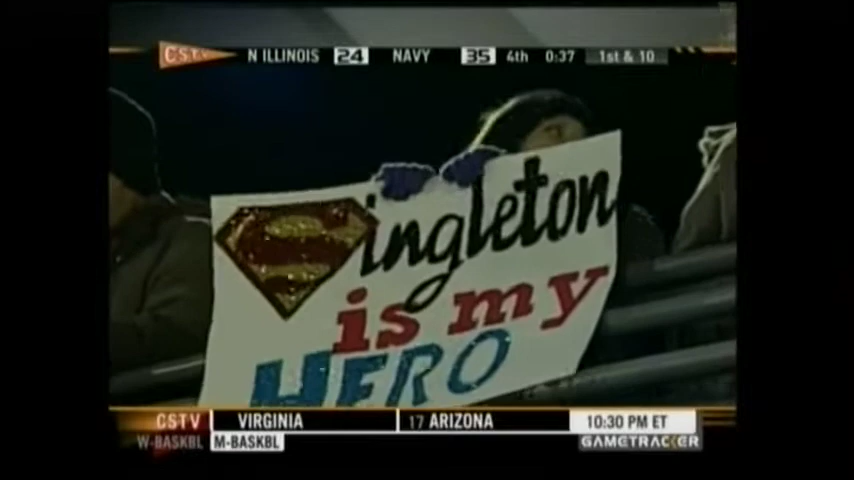 CSTV N ILLINOIS 24 NAVY 35 4th 0:37 1st & 10
Singleton
is my
HERO
CSTV VIRGINIA 17 ARIZONA 10:30 PM ET
W-BASKBL M-BASKBL GAMETRACKER